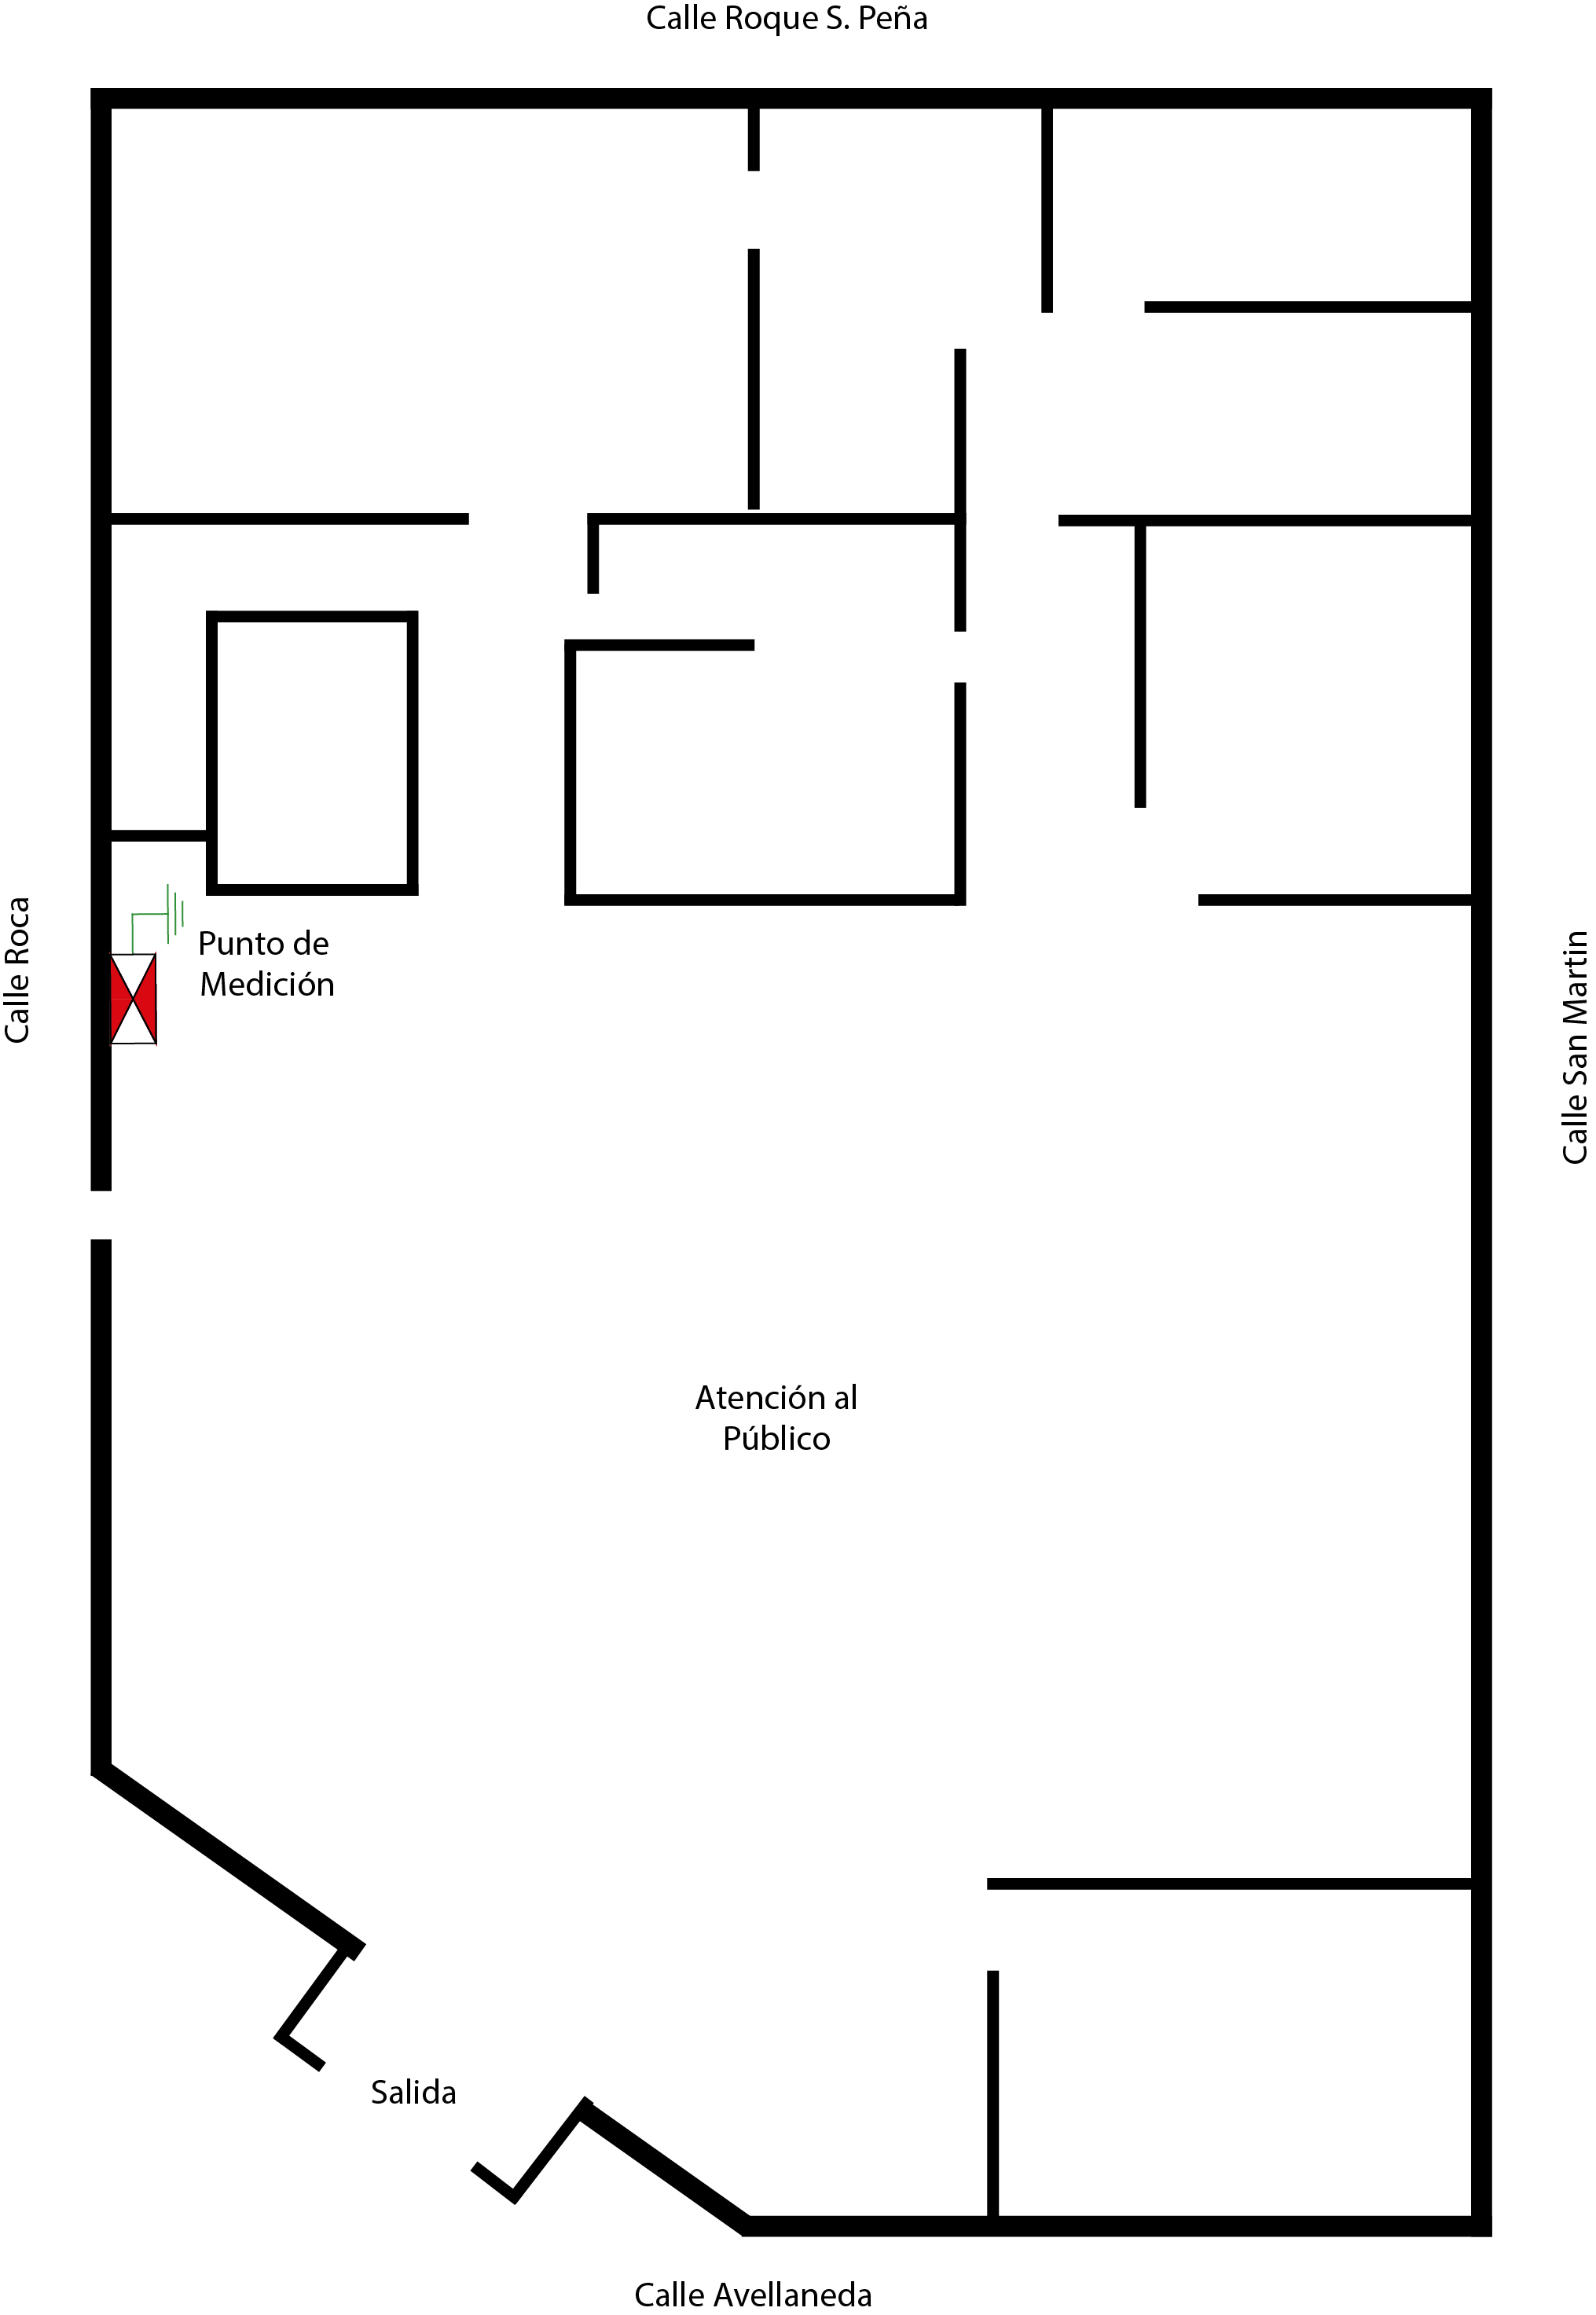 Calle Roque S. Peña
Calle Roca
Punto de
Medición
Calle San Martin
Atención al
Público
Salida
Calle Avellaneda